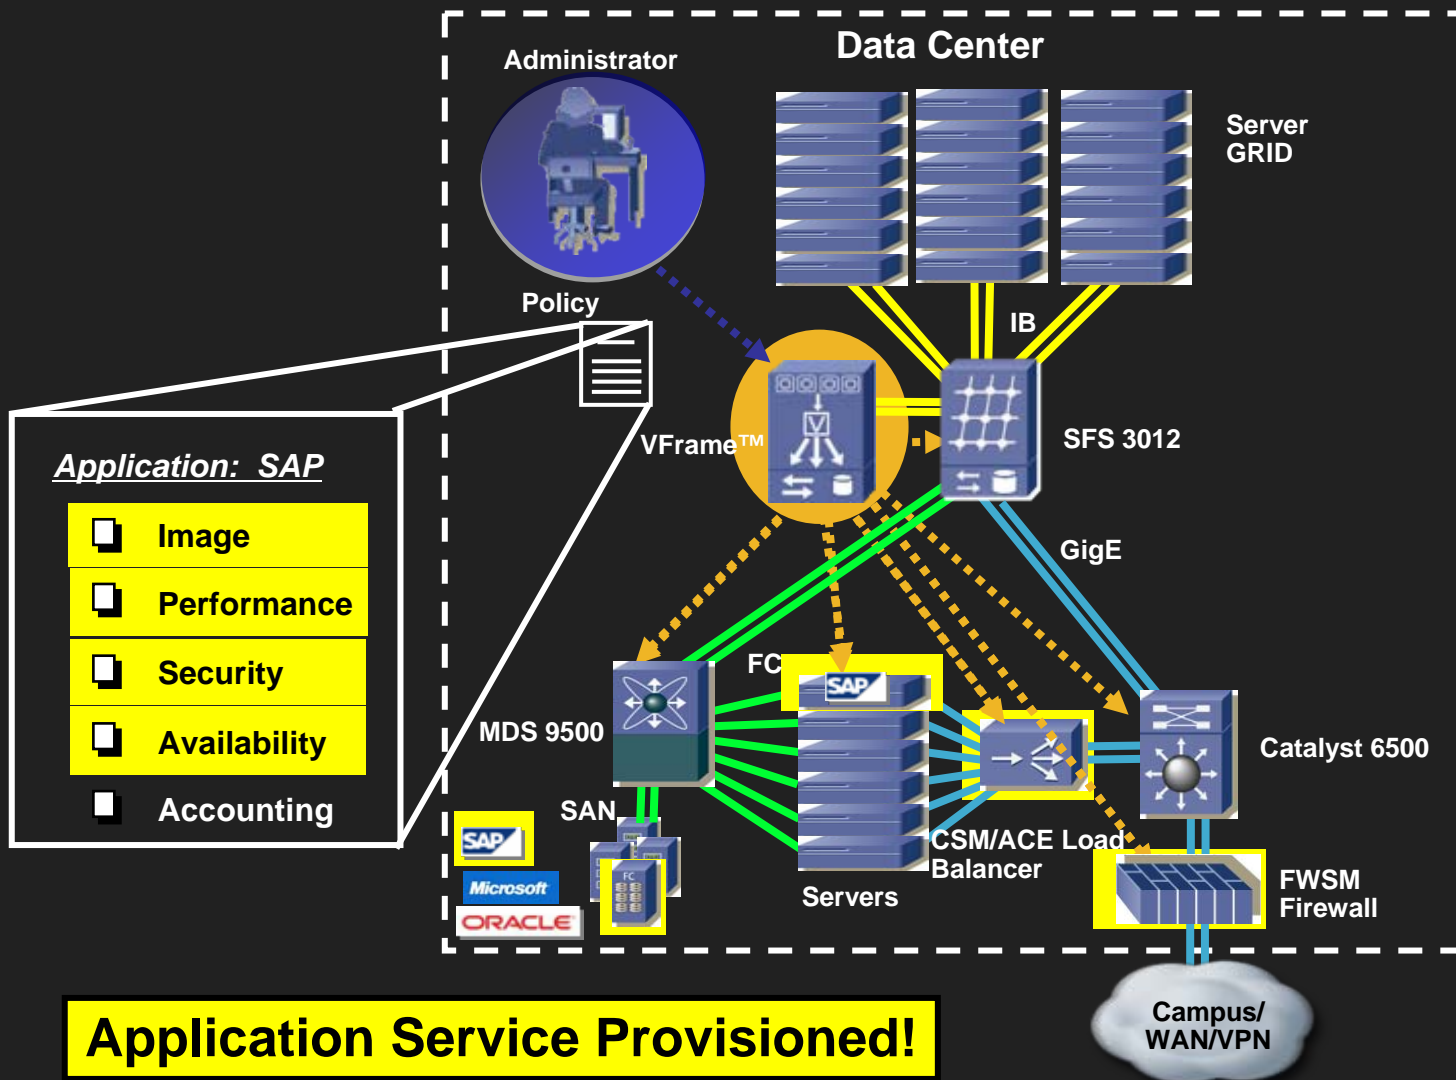 Data Center
Administrator
Server
GRID
Policy
IB
VFrame™
V
SFS 3012
Application: SAP
Image
Performance
Security
Availability
Accounting
GigE
FC
SAP
MDS 9500
Catalyst 6500
SAN
SAP
Microsoft
ORACLE
FC
CSM/ACE Load
Balancer
Servers
FWSM
Firewall
Campus/
WAN/VPN
Application Service Provisioned!